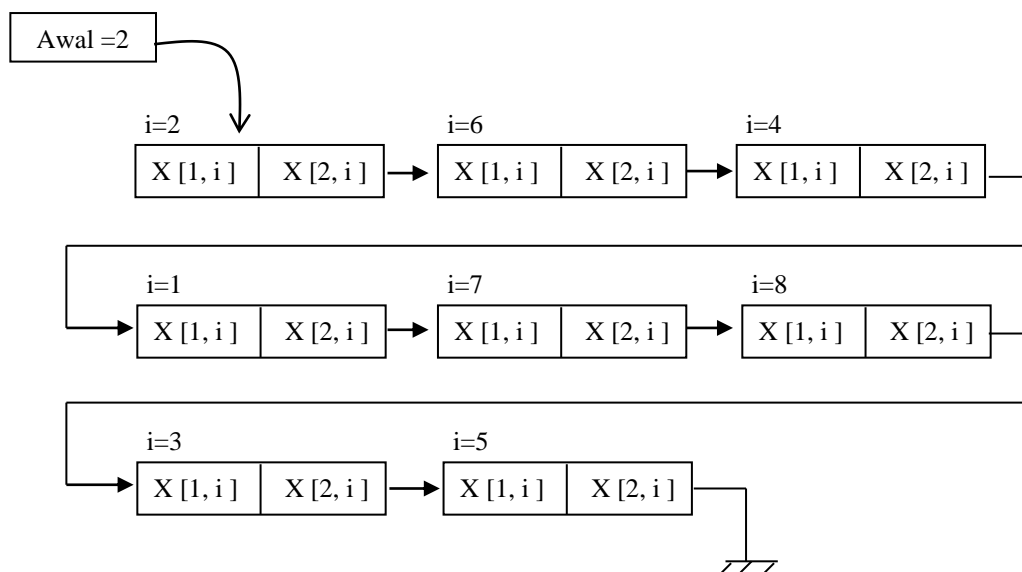 Awal =2
i=2 i=6 i=4
X [1, i ] X [2, i ] X [1, i ] X [2, i ] X [1, i ] X [2, i ]
i=1 i=7 i=8
X [1, i ] X [2, i ] X [1, i ] X [2, i ] X [1, i ] X [2, i ]
i=3 i=5
X [1, i ] X [2, i ] X [1, i ] X [2, i ]